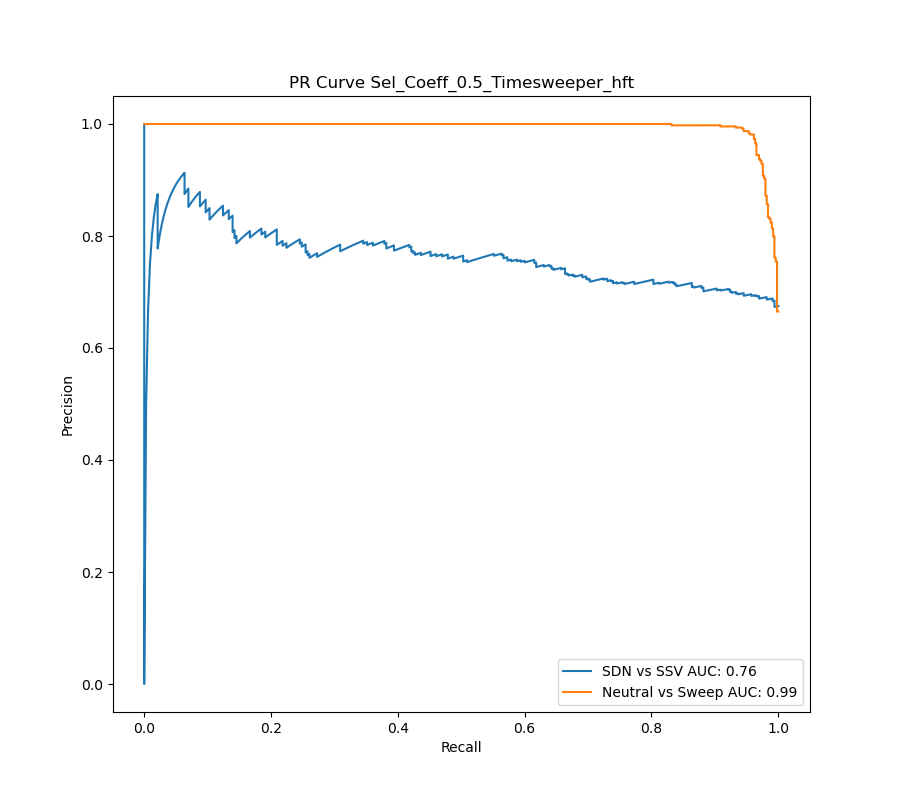 PR Curve Sel_Coeff_0.5_Timesweeper_hft
1.0
0.8
0.6
0.4
0.2
0.0
Precision
0.0 0.2 0.4 0.6 0.8 1.0
Recall
SDN vs SSV AUC: 0.76
Neutral vs Sweep AUC: 0.99